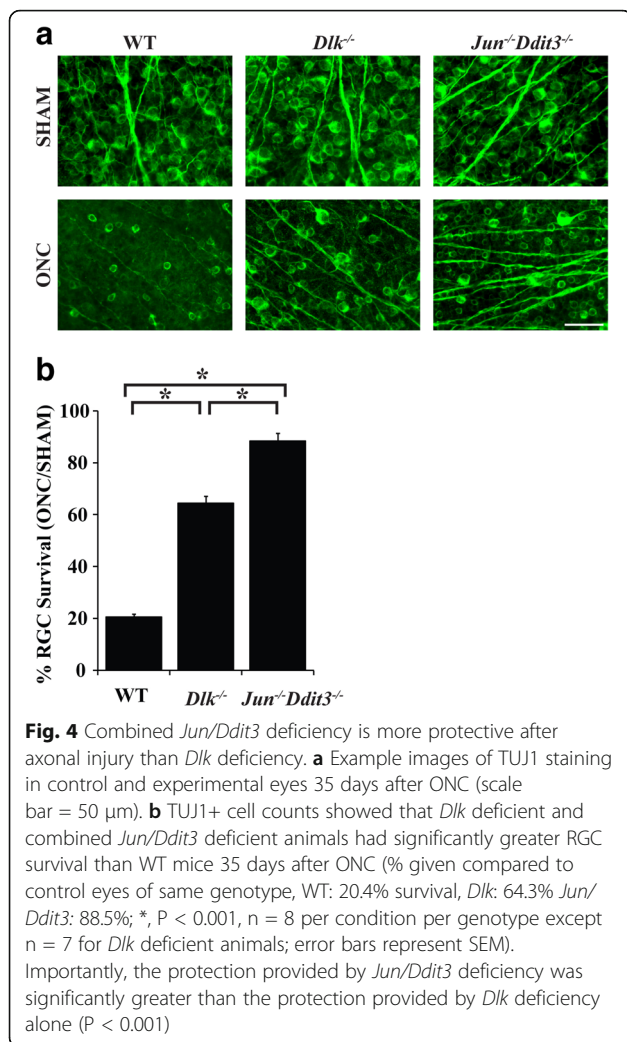 a
WT Dlk-/- Jun-/-Ddit3-/-
SHAM
ONC
b
* * *
% RGC Survival (ONC/SHAM)
100
80
60
40
20
0
WT Dlk-/- Jun-/-Ddit3-/-
Fig. 4 Combined Jun/Ddit3 deficiency is more protective after
axonal injury than Dlk deficiency. a Example images of TUJ1 staining
in control and experimental eyes 35 days after ONC (scale
bar = 50 μm). b TUJ1+ cell counts showed that Dlk deficient and
combined Jun/Ddit3 deficient animals had significantly greater RGC
survival than WT mice 35 days after ONC (% given compared to
control eyes of same genotype, WT: 20.4% survival, Dlk: 64.3% Jun/
Ddit3: 88.5%; *, P < 0.001, n = 8 per condition per genotype except
n = 7 for Dlk deficient animals; error bars represent SEM).
Importantly, the protection provided by Jun/Ddit3 deficiency was
significantly greater than the protection provided by Dlk deficiency
alone (P < 0.001)